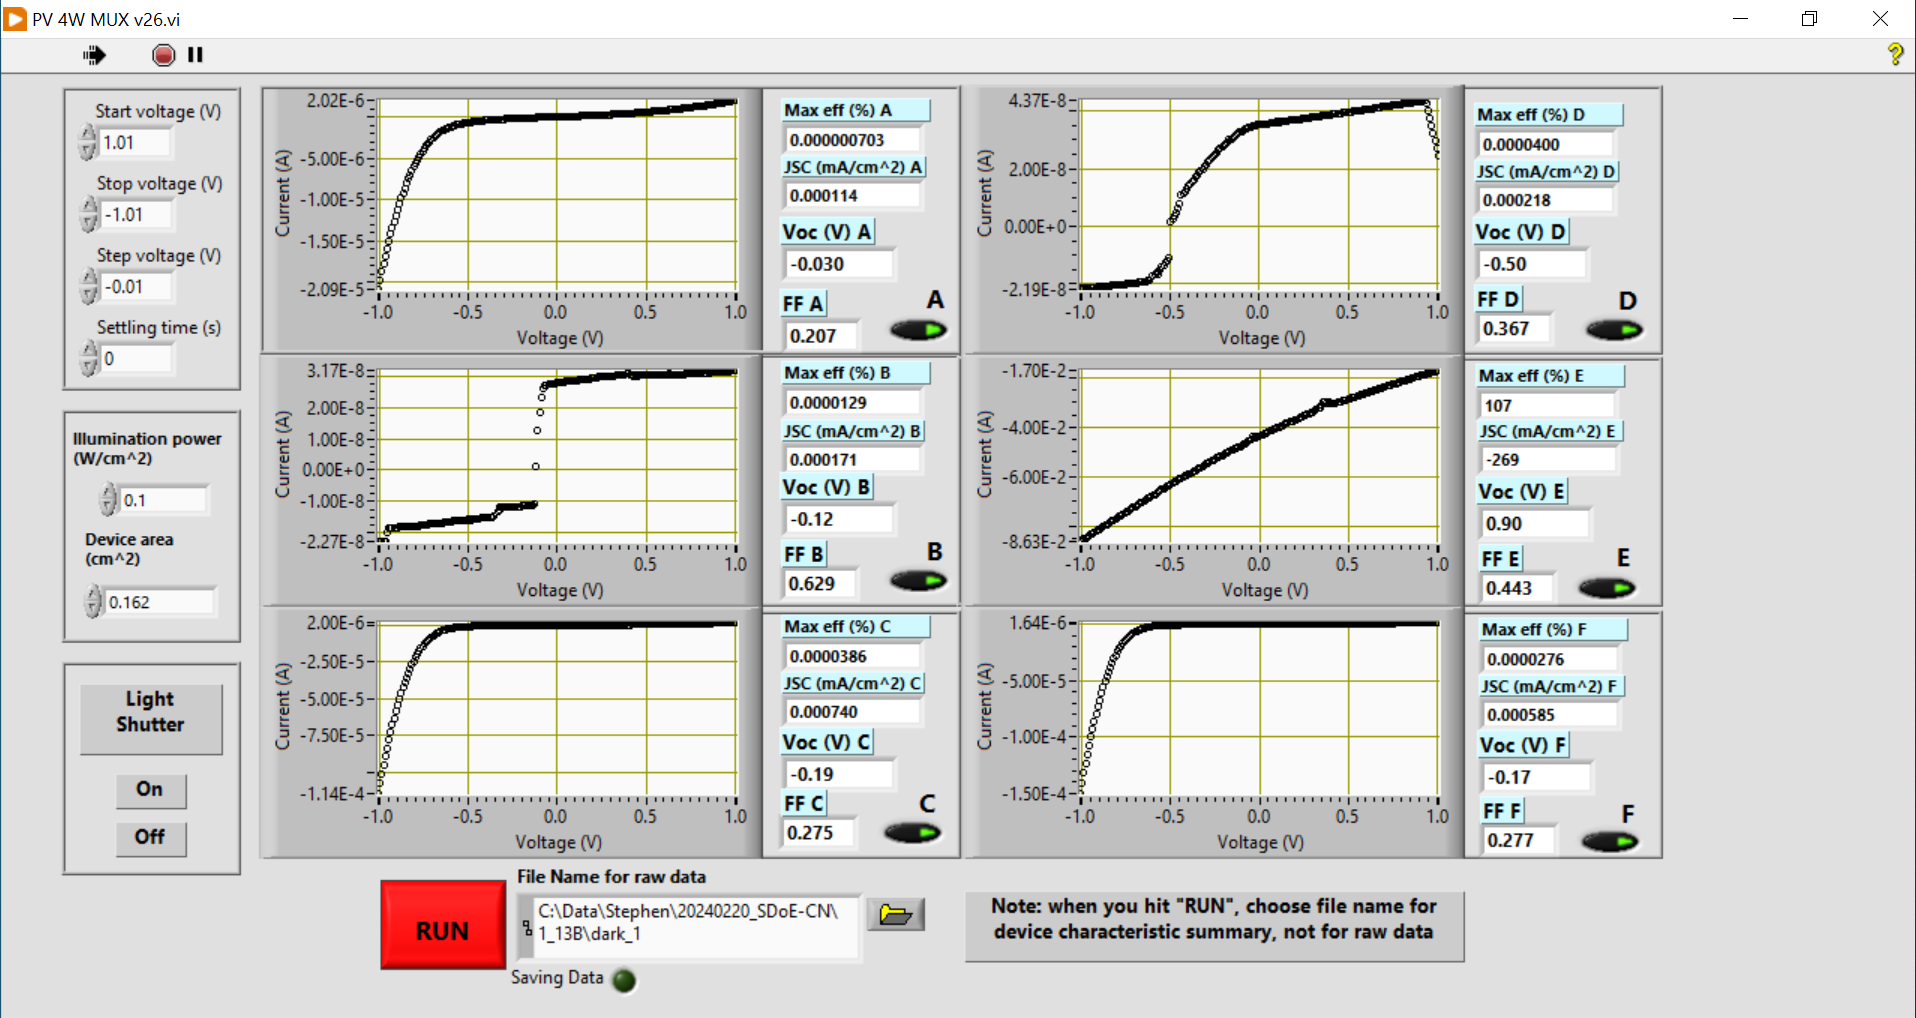 PV 4W MUX v26.vi
Start voltage (V)
1.01
Stop voltage (V)
-1.01
Step voltage (V)
-0.01
Settling time (s)
0
Illumination power
(W/cm^2)
0.1
Device area
(cm^2)
0.162
Light
Shutter
On
Off
2.02E-6
-5.00E-6
-1.00E-5
-1.50E-5
-2.09E-5
Current (A)
-1.0 -0.5 0.0 0.5 1.0
Voltage (V)
Max eff (%) A
0.000000703
JSC (mA/cm^2) A
0.000114
Voc (V) A
-0.030
FF A
0.207
A
4.37E-8
2.00E-8
0.00E+0
-2.19E-8
Current (A)
-1.0 -0.5 0.0 0.5 1.0
Voltage (V)
Max eff (%) D
0.0000400
JSC (mA/cm^2) D
0.000218
Voc (V) D
-0.50
FF D
0.367
D
3.17E-8
2.00E-8
1.00E-8
0.00E+0
-1.00E-8
-2.27E-8
Current (A)
-1.0 -0.5 0.0 0.5 1.0
Voltage (V)
Max eff (%) B
0.0000129
JSC (mA/cm^2) B
0.000171
Voc (V) B
-0.12
FF B
0.629
B
-1.70E-2
-4.00E-2
-6.00E-2
-8.63E-2
Current (A)
-1.0 -0.5 0.0 0.5 1.0
Voltage (V)
Max eff (%) E
107
JSC (mA/cm^2) E
-269
Voc (V) E
0.90
FF E
0.443
E
2.00E-6
-2.50E-5
-5.00E-5
-7.50E-5
-1.14E-4
Current (A)
-1.0 -0.5 0.0 0.5 1.0
Voltage (V)
Max eff (%) C
0.0000386
JSC (mA/cm^2) C
0.000740
Voc (V) C
-0.19
FF C
0.275
C
1.64E-6
-5.00E-5
-1.00E-4
-1.50E-4
Current (A)
-1.0 -0.5 0.0 0.5 1.0
Voltage (V)
Max eff (%) F
0.0000276
JSC (mA/cm^2) F
0.000585
Voc (V) F
-0.17
FF F
0.277
F
RUN
File Name for raw data
C:\Data\Stephen\20240220_SDoE-CN\
1_13B\dark_1
Saving Data
Note: when you hit "RUN", choose file name for
device characteristic summary, not for raw data